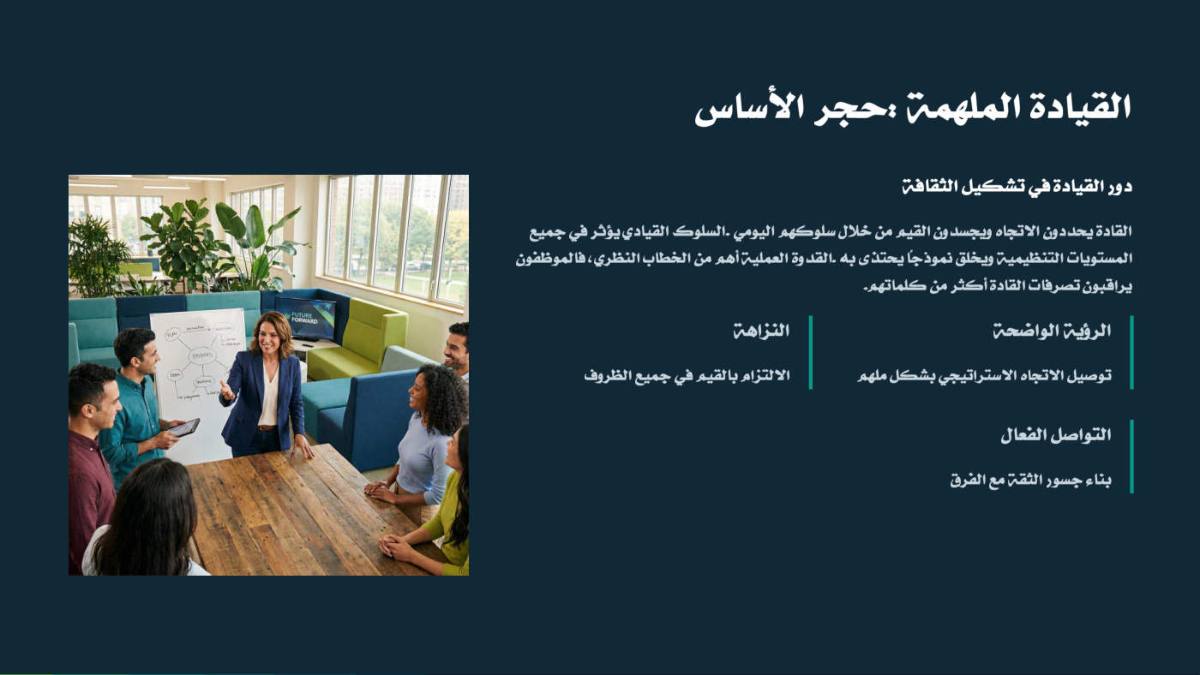 القيادة الملهمة :حجر الأساس
دور القيادة في تشكيل الثقافة
القادة يحددون الاتجاه ويجسدون القيم من خلال سلوكهم اليومي .السلوك القيادي يؤثر في جميع
المستويات التنظيمية ويخلق نموذجاً يحتذى به .القدوة العملية أهم من الخطاب النظري، فالموظفون
يراقبون تصرفات القادة أكثر من كلماتهم.
الرؤية الواضحة
توصيل الاتجاه الاستراتيجي بشكل ملهم
النزاهة
الالتزام بالقيم في جميع الظروف
التواصل الفعال
بناء جسور الثقة مع الفرق
FUTURE
FORWARD